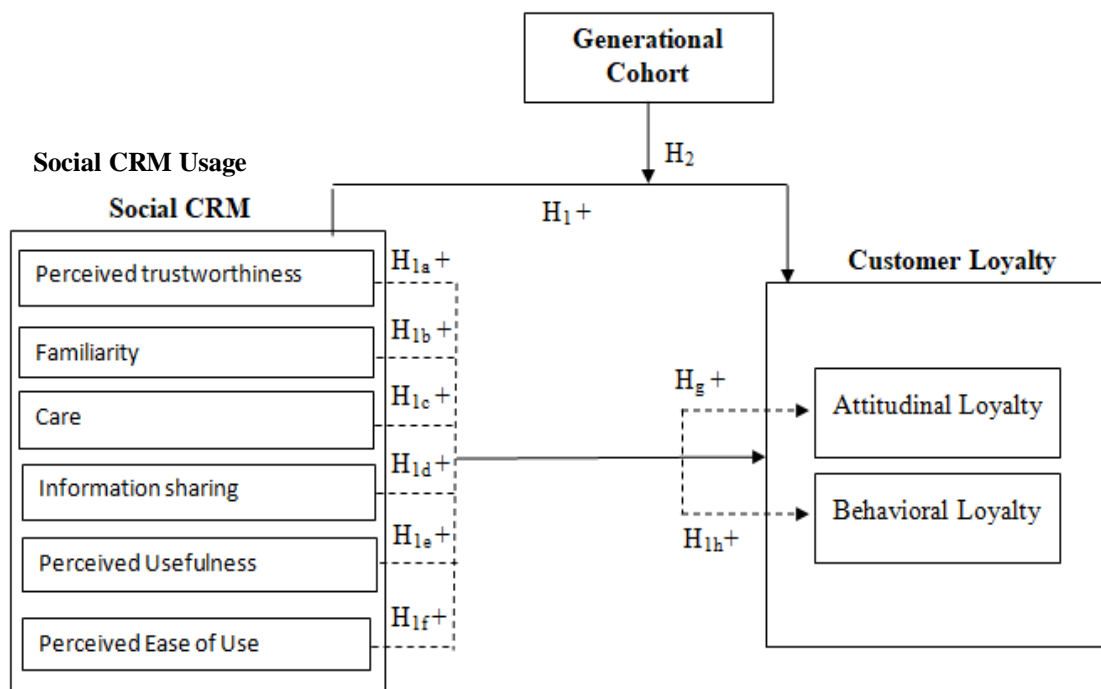 Generational
Cohort
H2
Social CRM Usage
Social CRM
H1+
Perceived trustworthiness
H1a+
Customer Loyalty
Familiarity
H1b+
Care
H1c+
Hg+
Attitudinal Loyalty
Information sharing
H1d+
Behavioral Loyalty
H1h+
Perceived Usefulness
H1e+
Perceived Ease of Use
H1f+